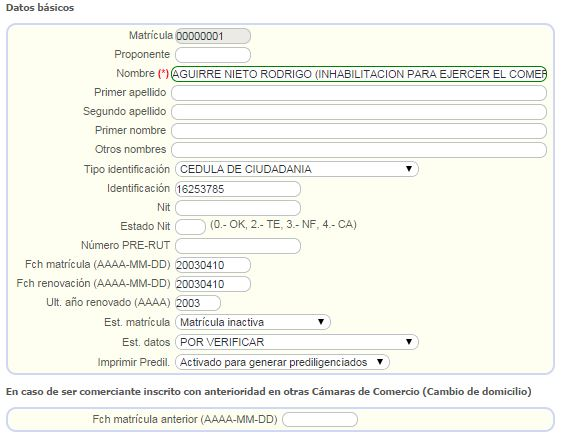 Datos básicos
Matrícula 00000001
Proponente
Nombre (*) AGUIRRE NIETO RODRIGO (INHABILITACION PARA EJERCER EL COMER
Primer apellido
Segundo apellido
Primer nombre
Otros nombres
Tipo identificación CEDULA DE CIUDADANIA
Identificación 16253785
Nit
Estado Nit (0.- OK, 2.- TE, 3.- NF, 4.- CA)
Número PRE-RUT
Fch matrícula (AAAA-MM-DD) 20030410
Fch renovación (AAAA-MM-DD) 20030410
Ult. año renovado (AAAA) 2003
Est. matrícula Matrícula inactiva
Est. datos POR VERIFICAR
Imprimir Predil. Activado para generar prediligenciados
En caso de ser comerciante inscrito con anterioridad en otras Cámaras de Comercio (Cambio de domicilio)
Fch matrícula anterior (AAAA-MM-DD)